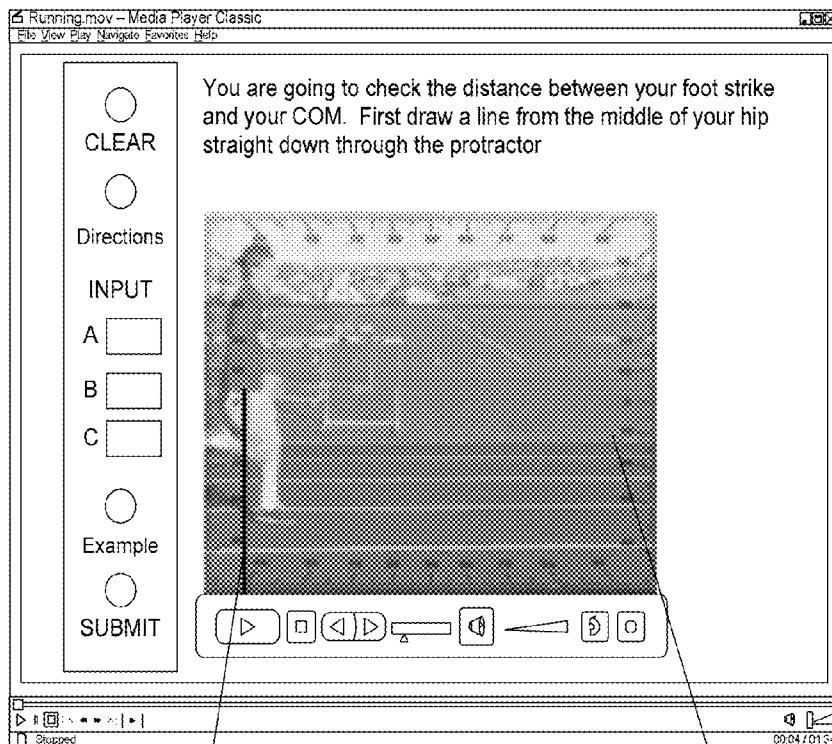 Running.mov – Media Player Classic
File View Play Navigate Favorites Help
You are going to check the distance between your foot strike
and your COM. First draw a line from the middle of your hip
straight down through the protractor
CLEAR
Directions
INPUT
A
B
C
Example
SUBMIT
Stopped
00:04 / 01:34